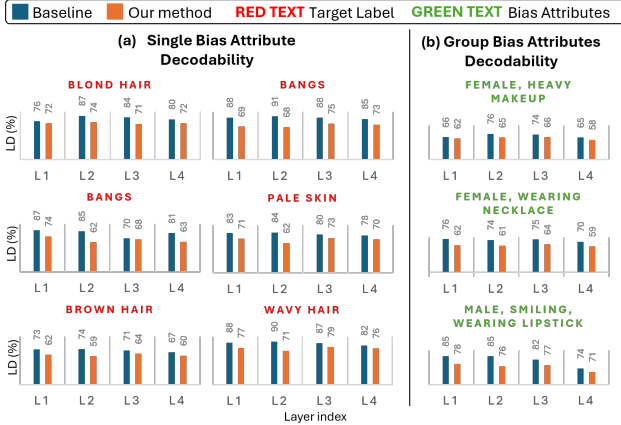 Baseline Our method RED TEXT Target Label GREEN TEXT Bias Attributes
(a) Single Bias Attribute
Decodability
(b) Group Bias Attributes
Decodability
BLOND HAIR
LD (%)
76 72 87 74 84 71 80 72
L1 L2 L3 L4
BANGS
88 69 91 68 88 75 85 73
L1 L2 L3 L4
FEMALE, HEAVY
MAKEUP
66 62 76 65 74 66 65 58
L1 L2 L3 L4
BANGS
LD (%)
87 74 85 62 70 68 81 63
L1 L2 L3 L4
PALE SKIN
83 71 84 62 80 73 78 70
L1 L2 L3 L4
FEMALE, WEARING
NECKLACE
76 62 74 61 75 64 70 59
L1 L2 L3 L4
BROWN HAIR
LD (%)
73 62 74 59 71 64 67 60
L1 L2 L3 L4
WAVY HAIR
88 77 90 71 87 79 82 76
L1 L2 L3 L4
MALE, SMILING,
WEARING LIPSTICK
85 78 85 76 82 77 74 71
L1 L2 L3 L4
Layer index